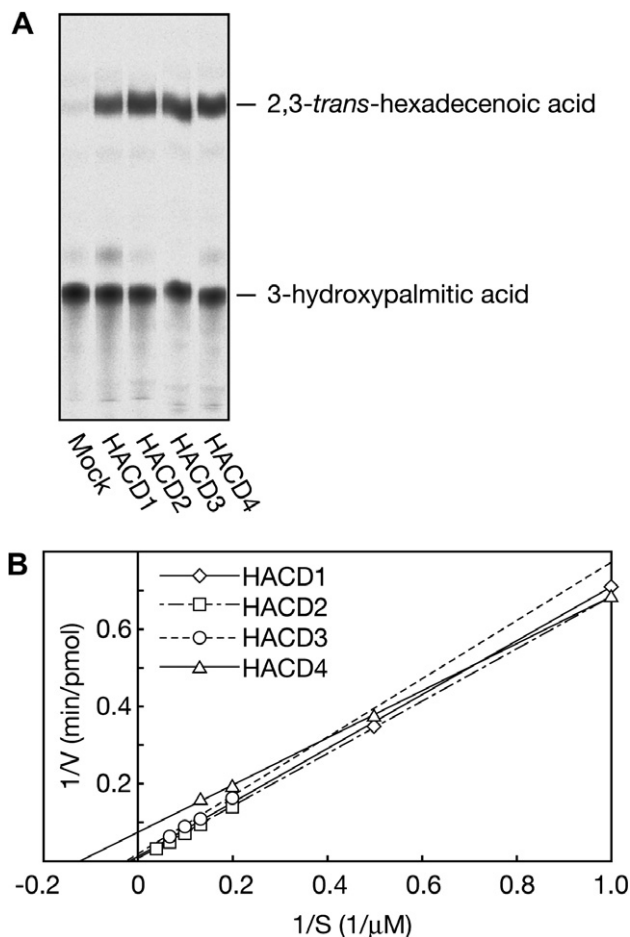 A
2,3-trans-hexadecenoic acid
3-hydroxypalmitic acid
Mock
HACD1
HACD2
HACD3
HACD4
B
HACD1
HACD2
HACD3
HACD4
1/V (min/pmol)
0.6
0.4
0.2
-0.2
0
0.2
0.4
0.6
0.8
1.0
1/S (1/μM)